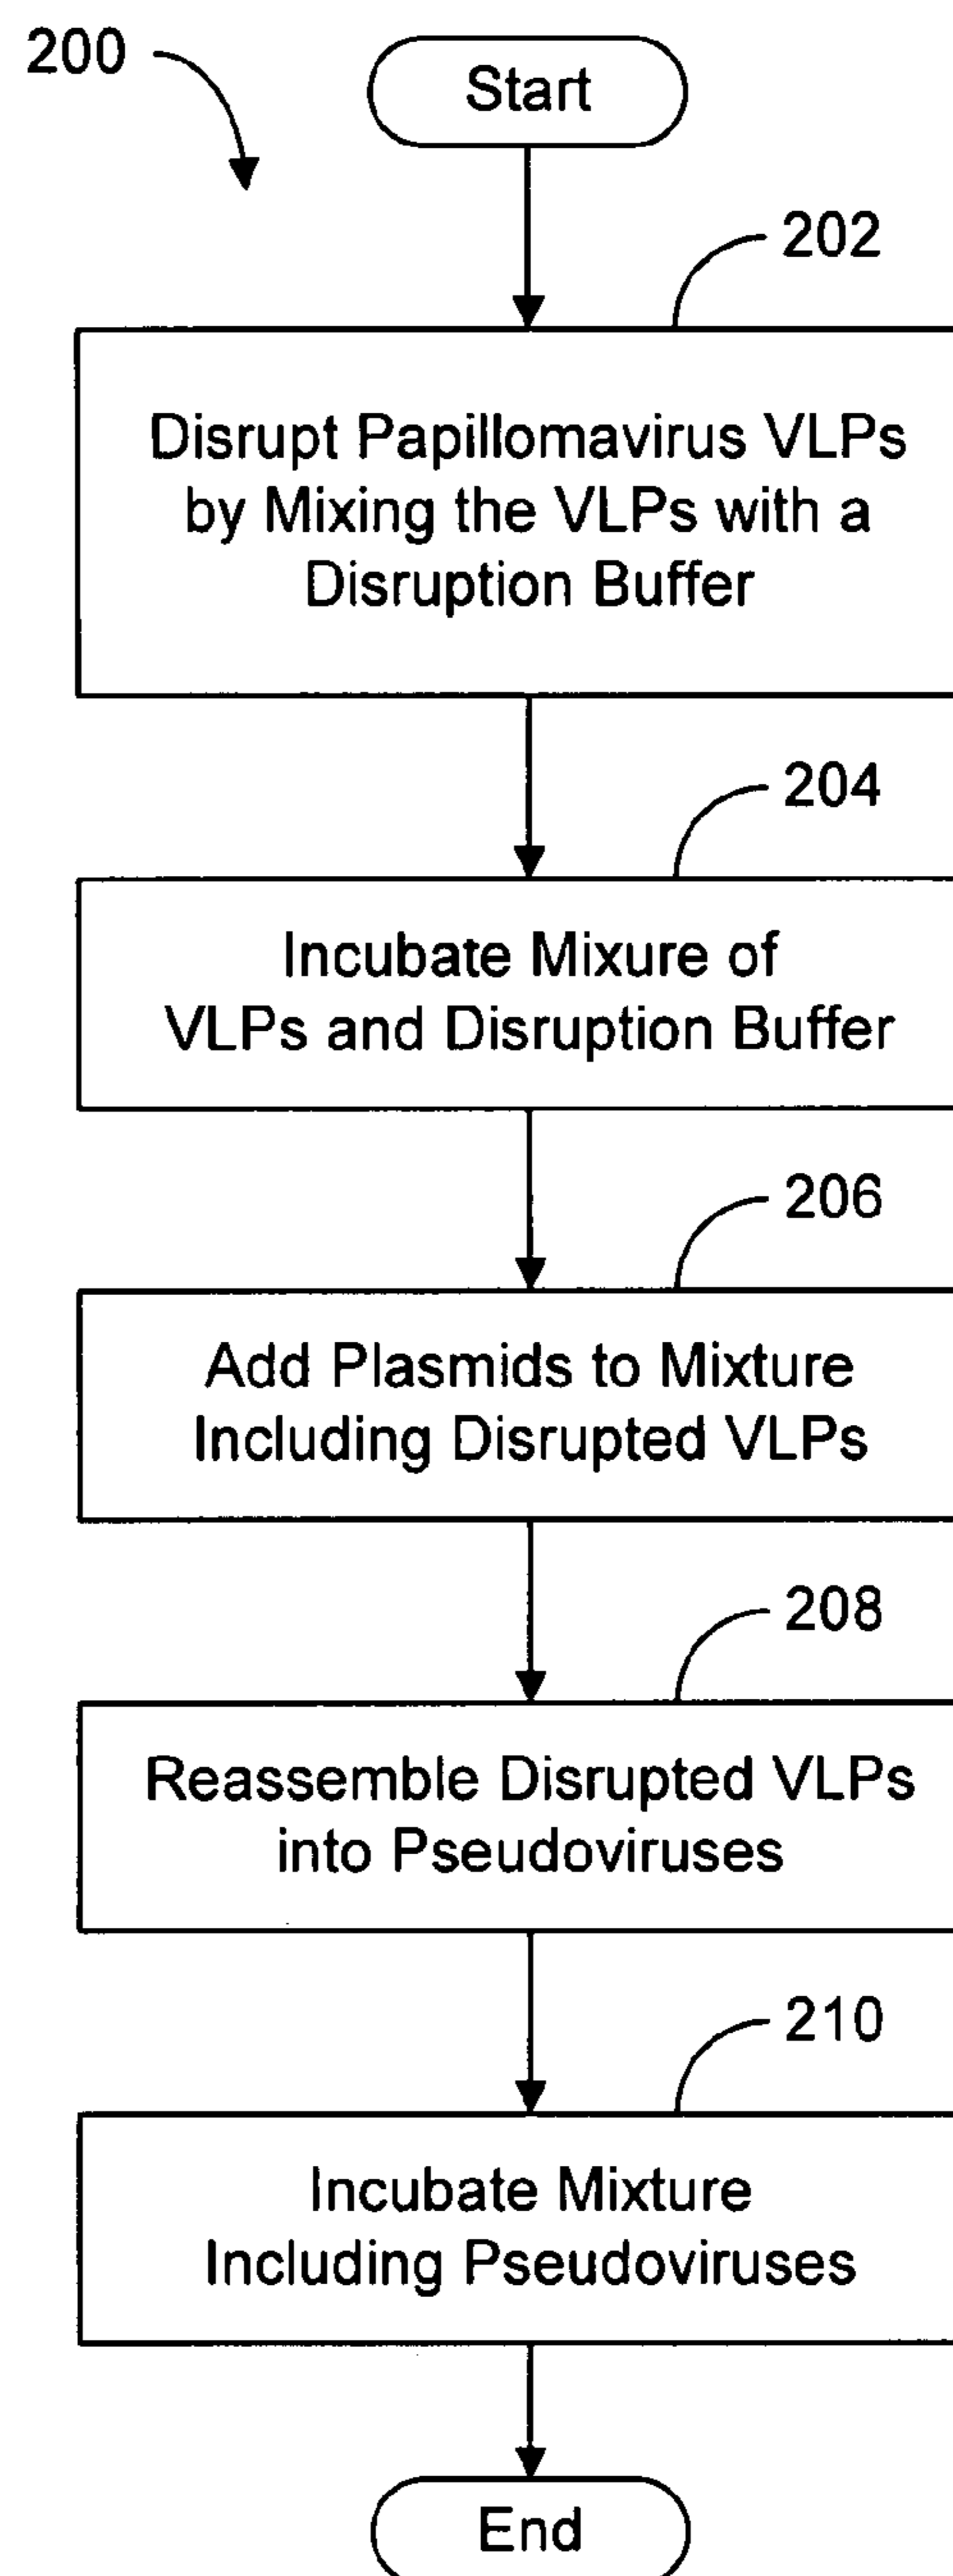 200
Start
202
Disrupt Papillomavirus VLPs
by Mixing the VLPs with a
Disruption Buffer
204
Incubate Mixure of
VLPs and Disruption Buffer
206
Add Plasmids to Mixture
Including Disrupted VLPs
208
Reassemble Disrupted VLPs
into Pseudoviruses
210
Incubate Mixture
Including Pseudoviruses
End